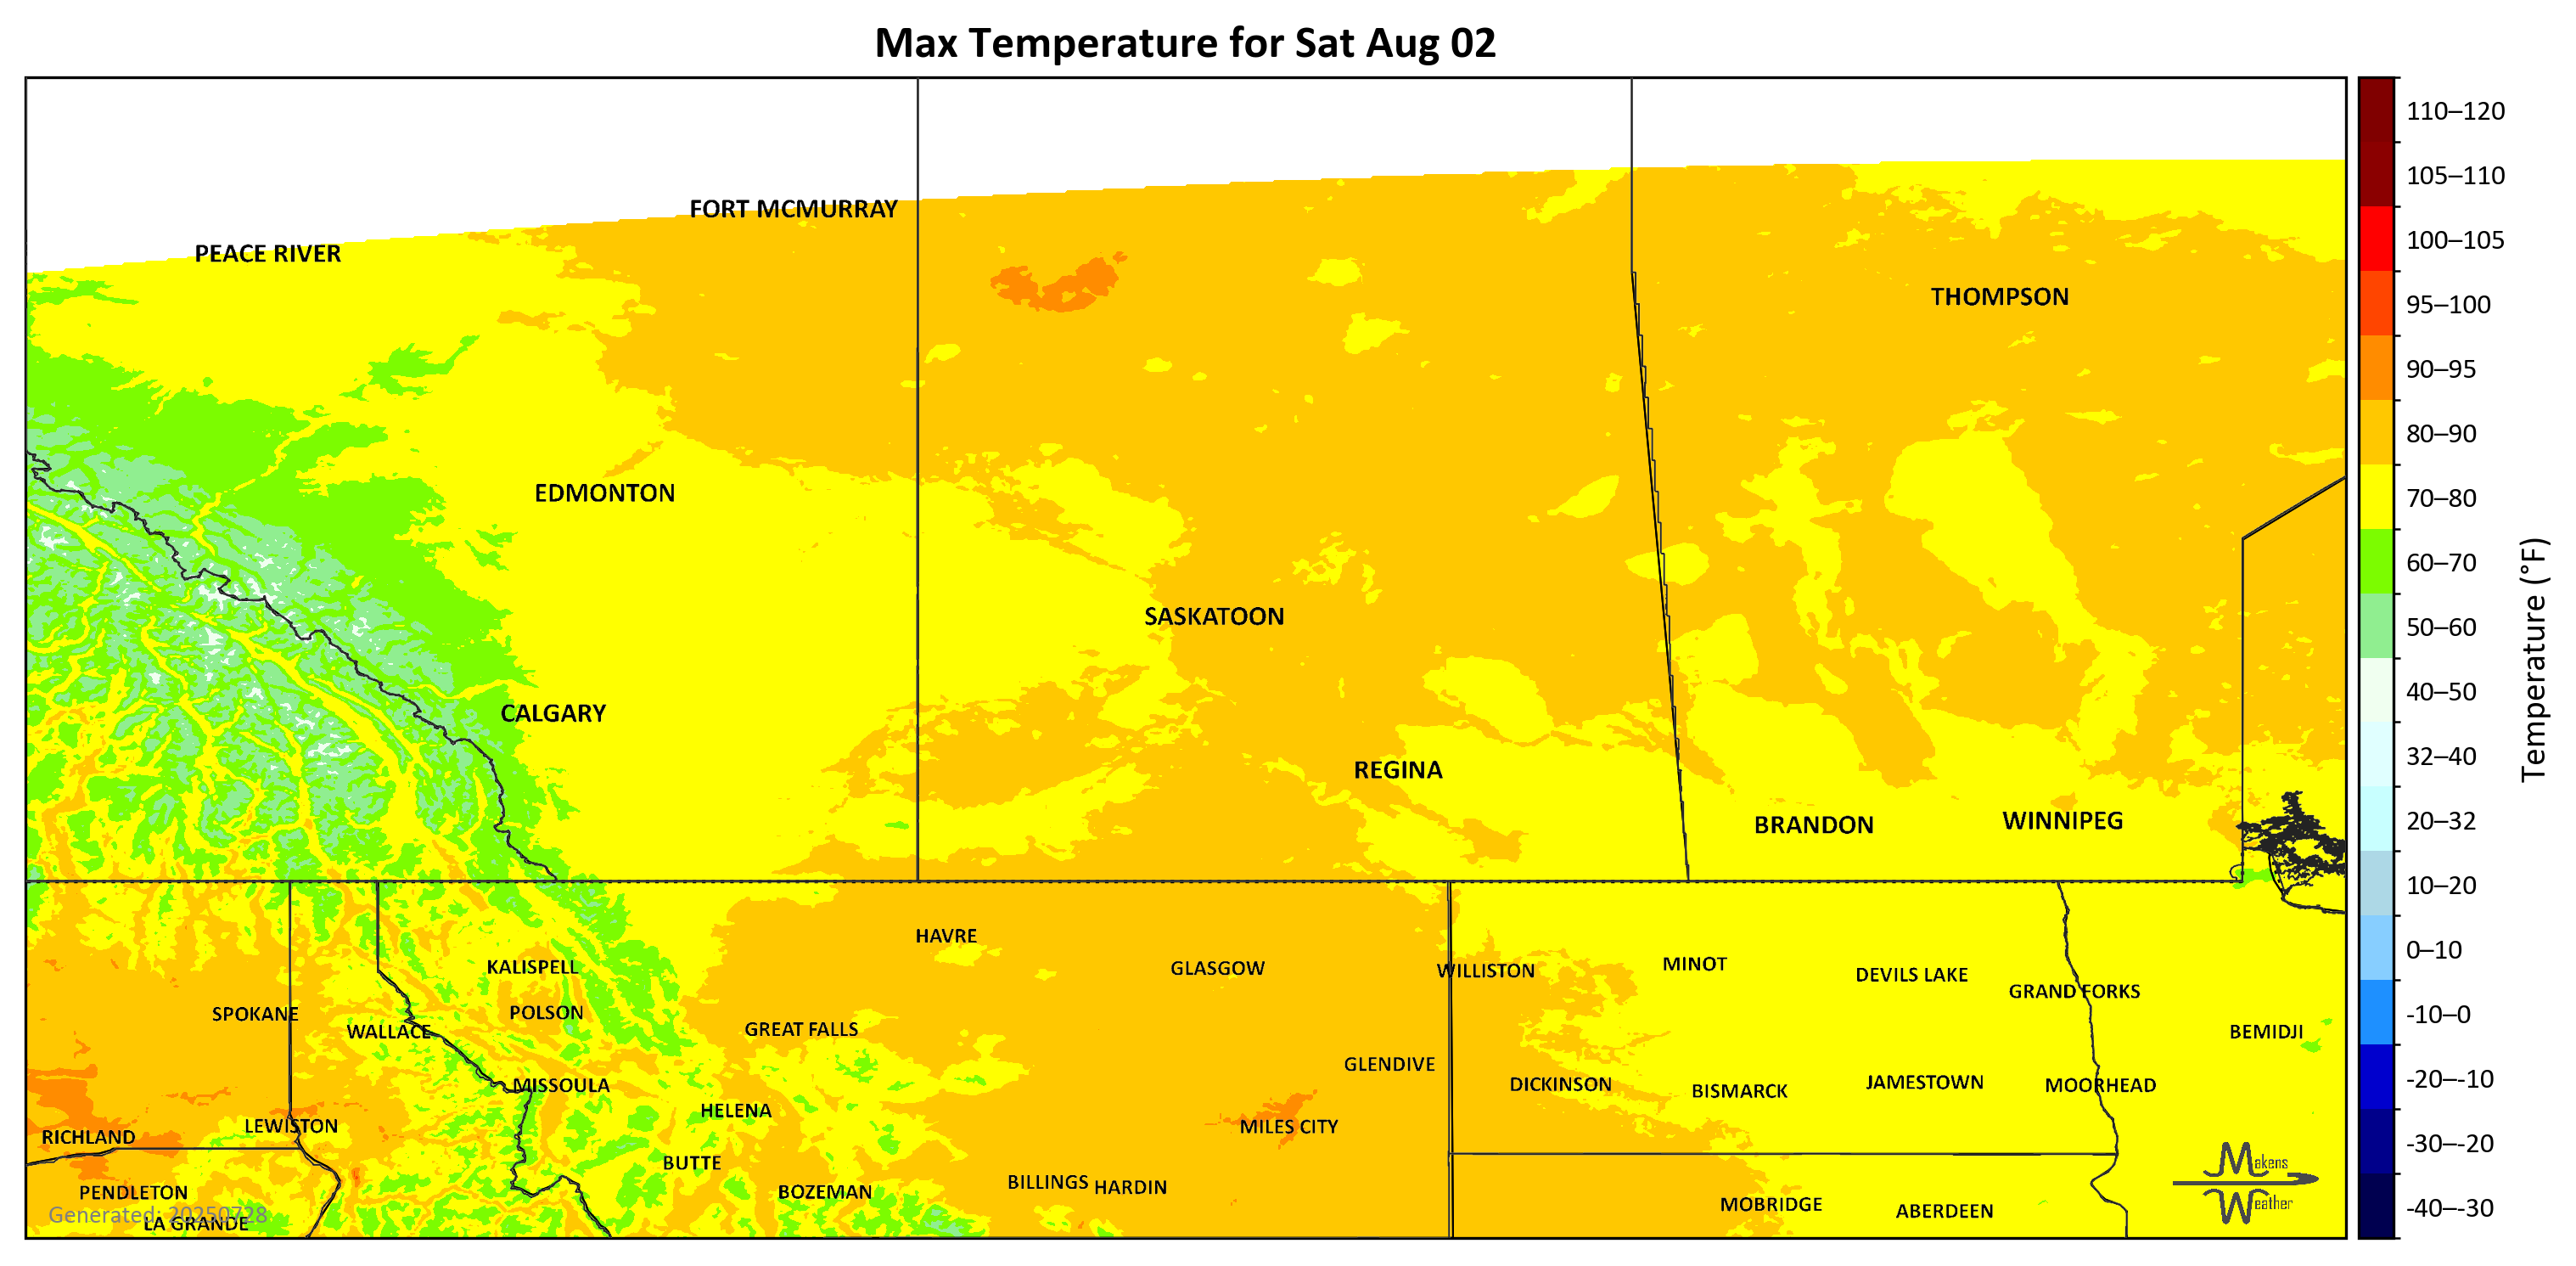 Max Temperature for Sat Aug 02
FORT MCMURRAY
PEACE RIVER
THOMPSON
EDMONTON
SASKATOON
CALGARY
REGINA
BRANDON
WINNIPEG
HAVRE
KALISPELL
GLASGOW
WILLISTON
MINOT
DEVILS LAKE
GRAND FORKS
SPOKANE
POLSON
WALLACE
GREAT FALLS
BEMIDJI
GLENDIVE
MISSOULA
DICKINSON
BISMARCK
JAMESTOWN
MOORHEAD
HELENA
LEWISTON
MILES CITY
RICHLAND
BUTTE
BILLINGS
HARDIN
PENDLETON
BOZEMAN
MOBRIDGE
ABERDEEN
LA GRANDE
Generated: 20250728
Makens
Weather
110–120
105–110
100–105
95–100
90–95
80–90
70–80
60–70
50–60
40–50
32–40
20–32
10–20
0–10
-10–0
-20–-10
-30–-20
-40–-30
Temperature (°F)